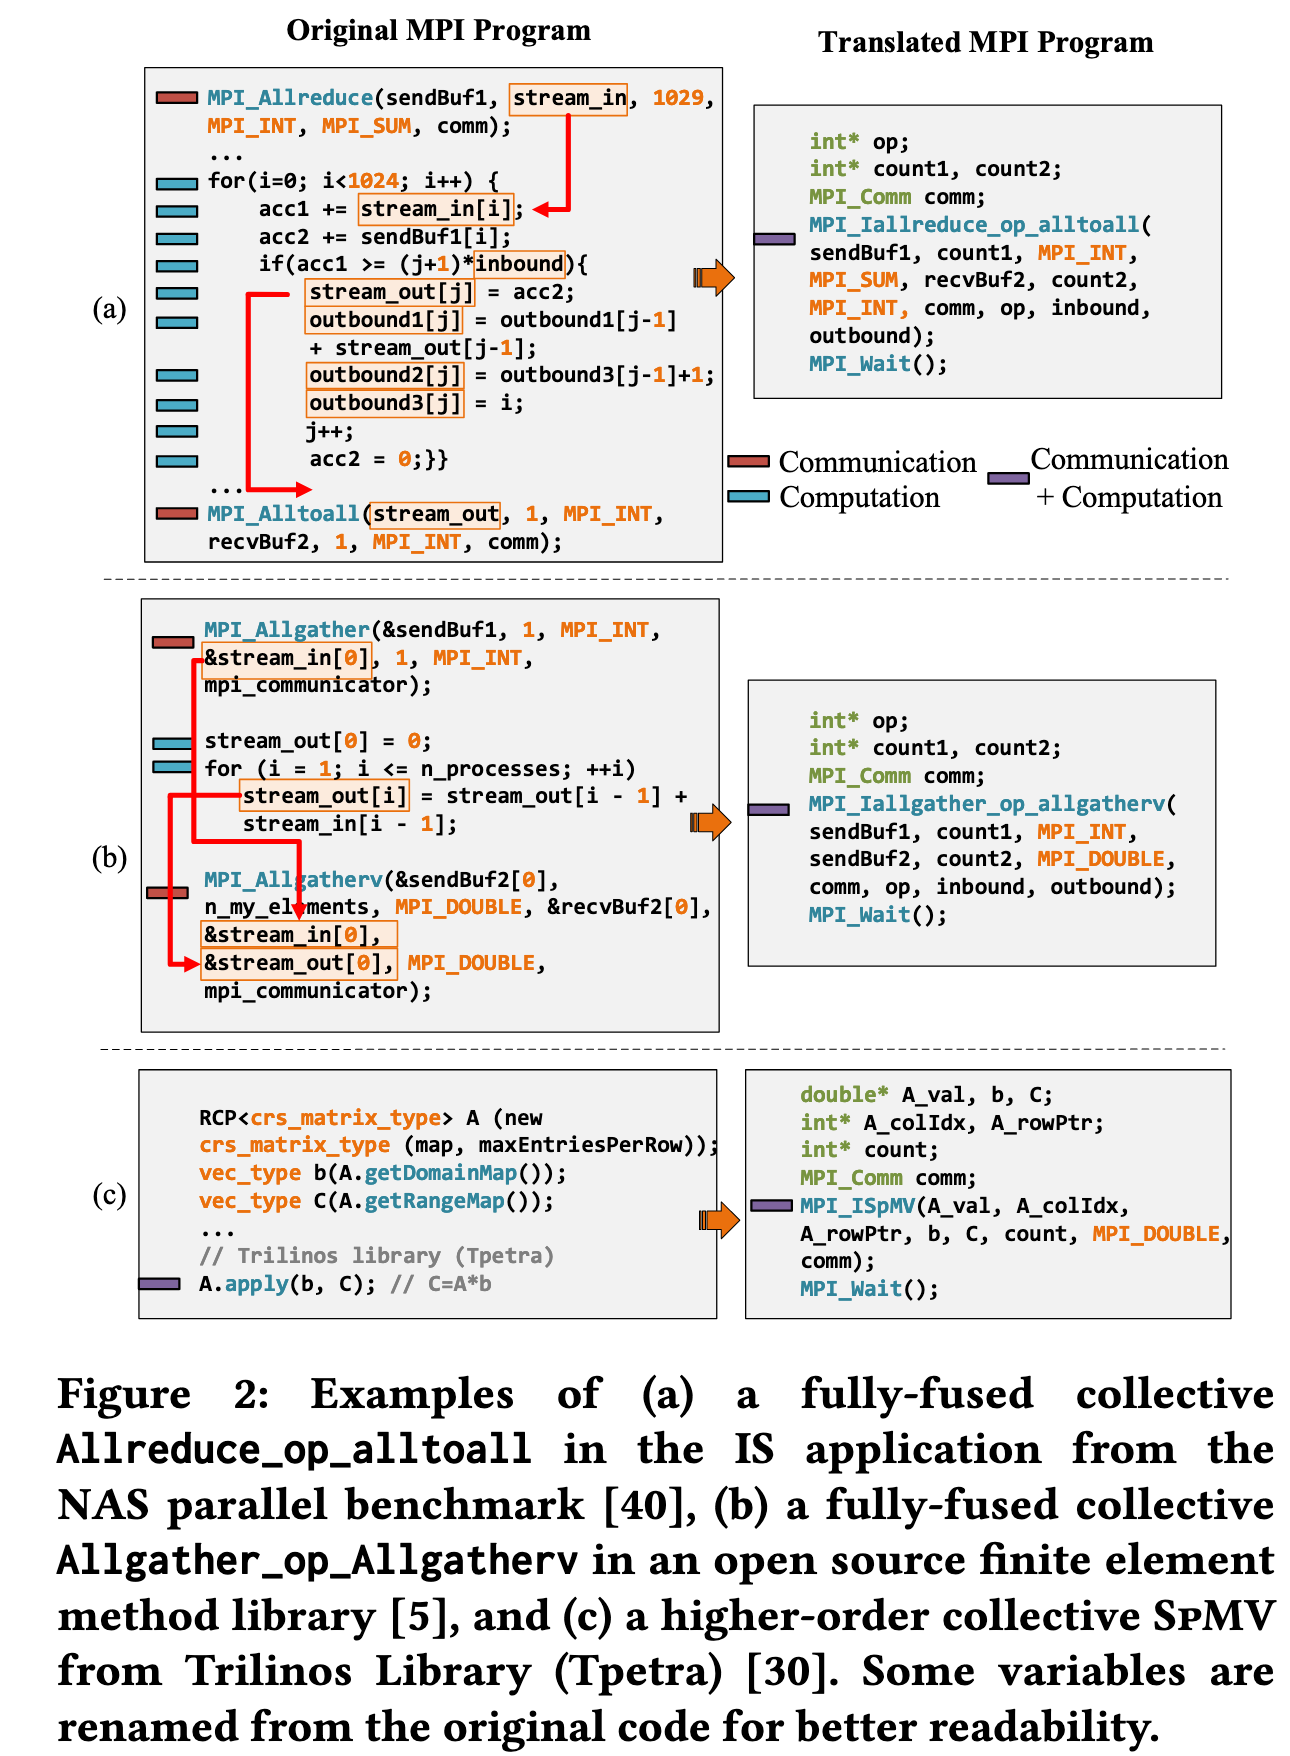 Original MPI Program
Translated MPI Program
(a)
MPI_Allreduce(sendBuf1, stream_in, 1029,
MPI_INT, MPI_SUM, comm);
...
for(i=0; i<1024; i++) {
acc1 += stream_in[i];
acc2 += sendBuf1[i];
if(acc1 >= (j+1)*inbound){
stream_out[j] = acc2;
outbound1[j] = outbound1[j-1]
+ stream_out[j-1];
outbound2[j] = outbound3[j-1]+1;
outbound3[j] = i;
j++;
acc2 = 0;}}
...
MPI_Alltoall(stream_out, 1, MPI_INT,
recvBuf2, 1, MPI_INT, comm);
int* op;
int* count1, count2;
MPI_Comm comm;
MPI_Iallreduce_op_alltoall(
sendBuf1, count1, MPI_INT,
MPI_SUM, recvBuf2, count2,
MPI_INT, comm, op, inbound,
outbound);
MPI_Wait();
Communication
Computation
Communication
+ Computation
(b)
MPI_Allgather(&sendBuf1, 1, MPI_INT,
&stream_in[0], 1, MPI_INT,
mpi_communicator);
stream_out[0] = 0;
for (i = 1; i <= n_processes; ++i)
stream_out[i] = stream_out[i - 1] +
stream_in[i - 1];
MPI_Allgatherv(&sendBuf2[0],
n_my_elements, MPI_DOUBLE, &recvBuf2[0],
&stream_in[0],
&stream_out[0], MPI_DOUBLE,
mpi_communicator);
int* op;
int* count1, count2;
MPI_Comm comm;
MPI_Iallgather_op_allgatherv(
sendBuf1, count1, MPI_INT,
sendBuf2, count2, MPI_DOUBLE,
comm, op, inbound, outbound);
MPI_Wait();
(c)
RCP<crs_matrix_type> A (new
crs_matrix_type (map, maxEntriesPerRow));
vec_type b(A.getDomainMap());
vec_type C(A.getRangeMap());
...
// Trilinos library (Tpetra)
A.apply(b, C); // C=A*b
double* A_val, b, C;
int* A_colIdx, A_rowPtr;
int* count;
MPI_Comm comm;
MPI_ISpMV(A_val, A_colIdx,
A_rowPtr, b, C, count, MPI_DOUBLE,
comm);
MPI_Wait();
Figure 2: Examples of (a) a fully-fused collective
Allreduce_op_alltoall in the IS application from the
NAS parallel benchmark [40], (b) a fully-fused collective
Allgather_op_Allgatherv in an open source finite element
method library [5], and (c) a higher-order collective SpMV
from Trilinos Library (Tpetra) [30]. Some variables are
renamed from the original code for better readability.